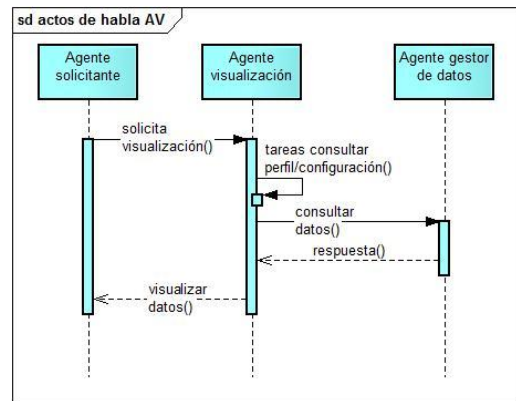 sd actos de habla AV
Agente
solicitante
Agente
visualización
Agente gestor
de datos
solicita
visualización()
tareas consultar
perfil/configuración()
consultar
datos()
respuesta()
visualizar
datos()